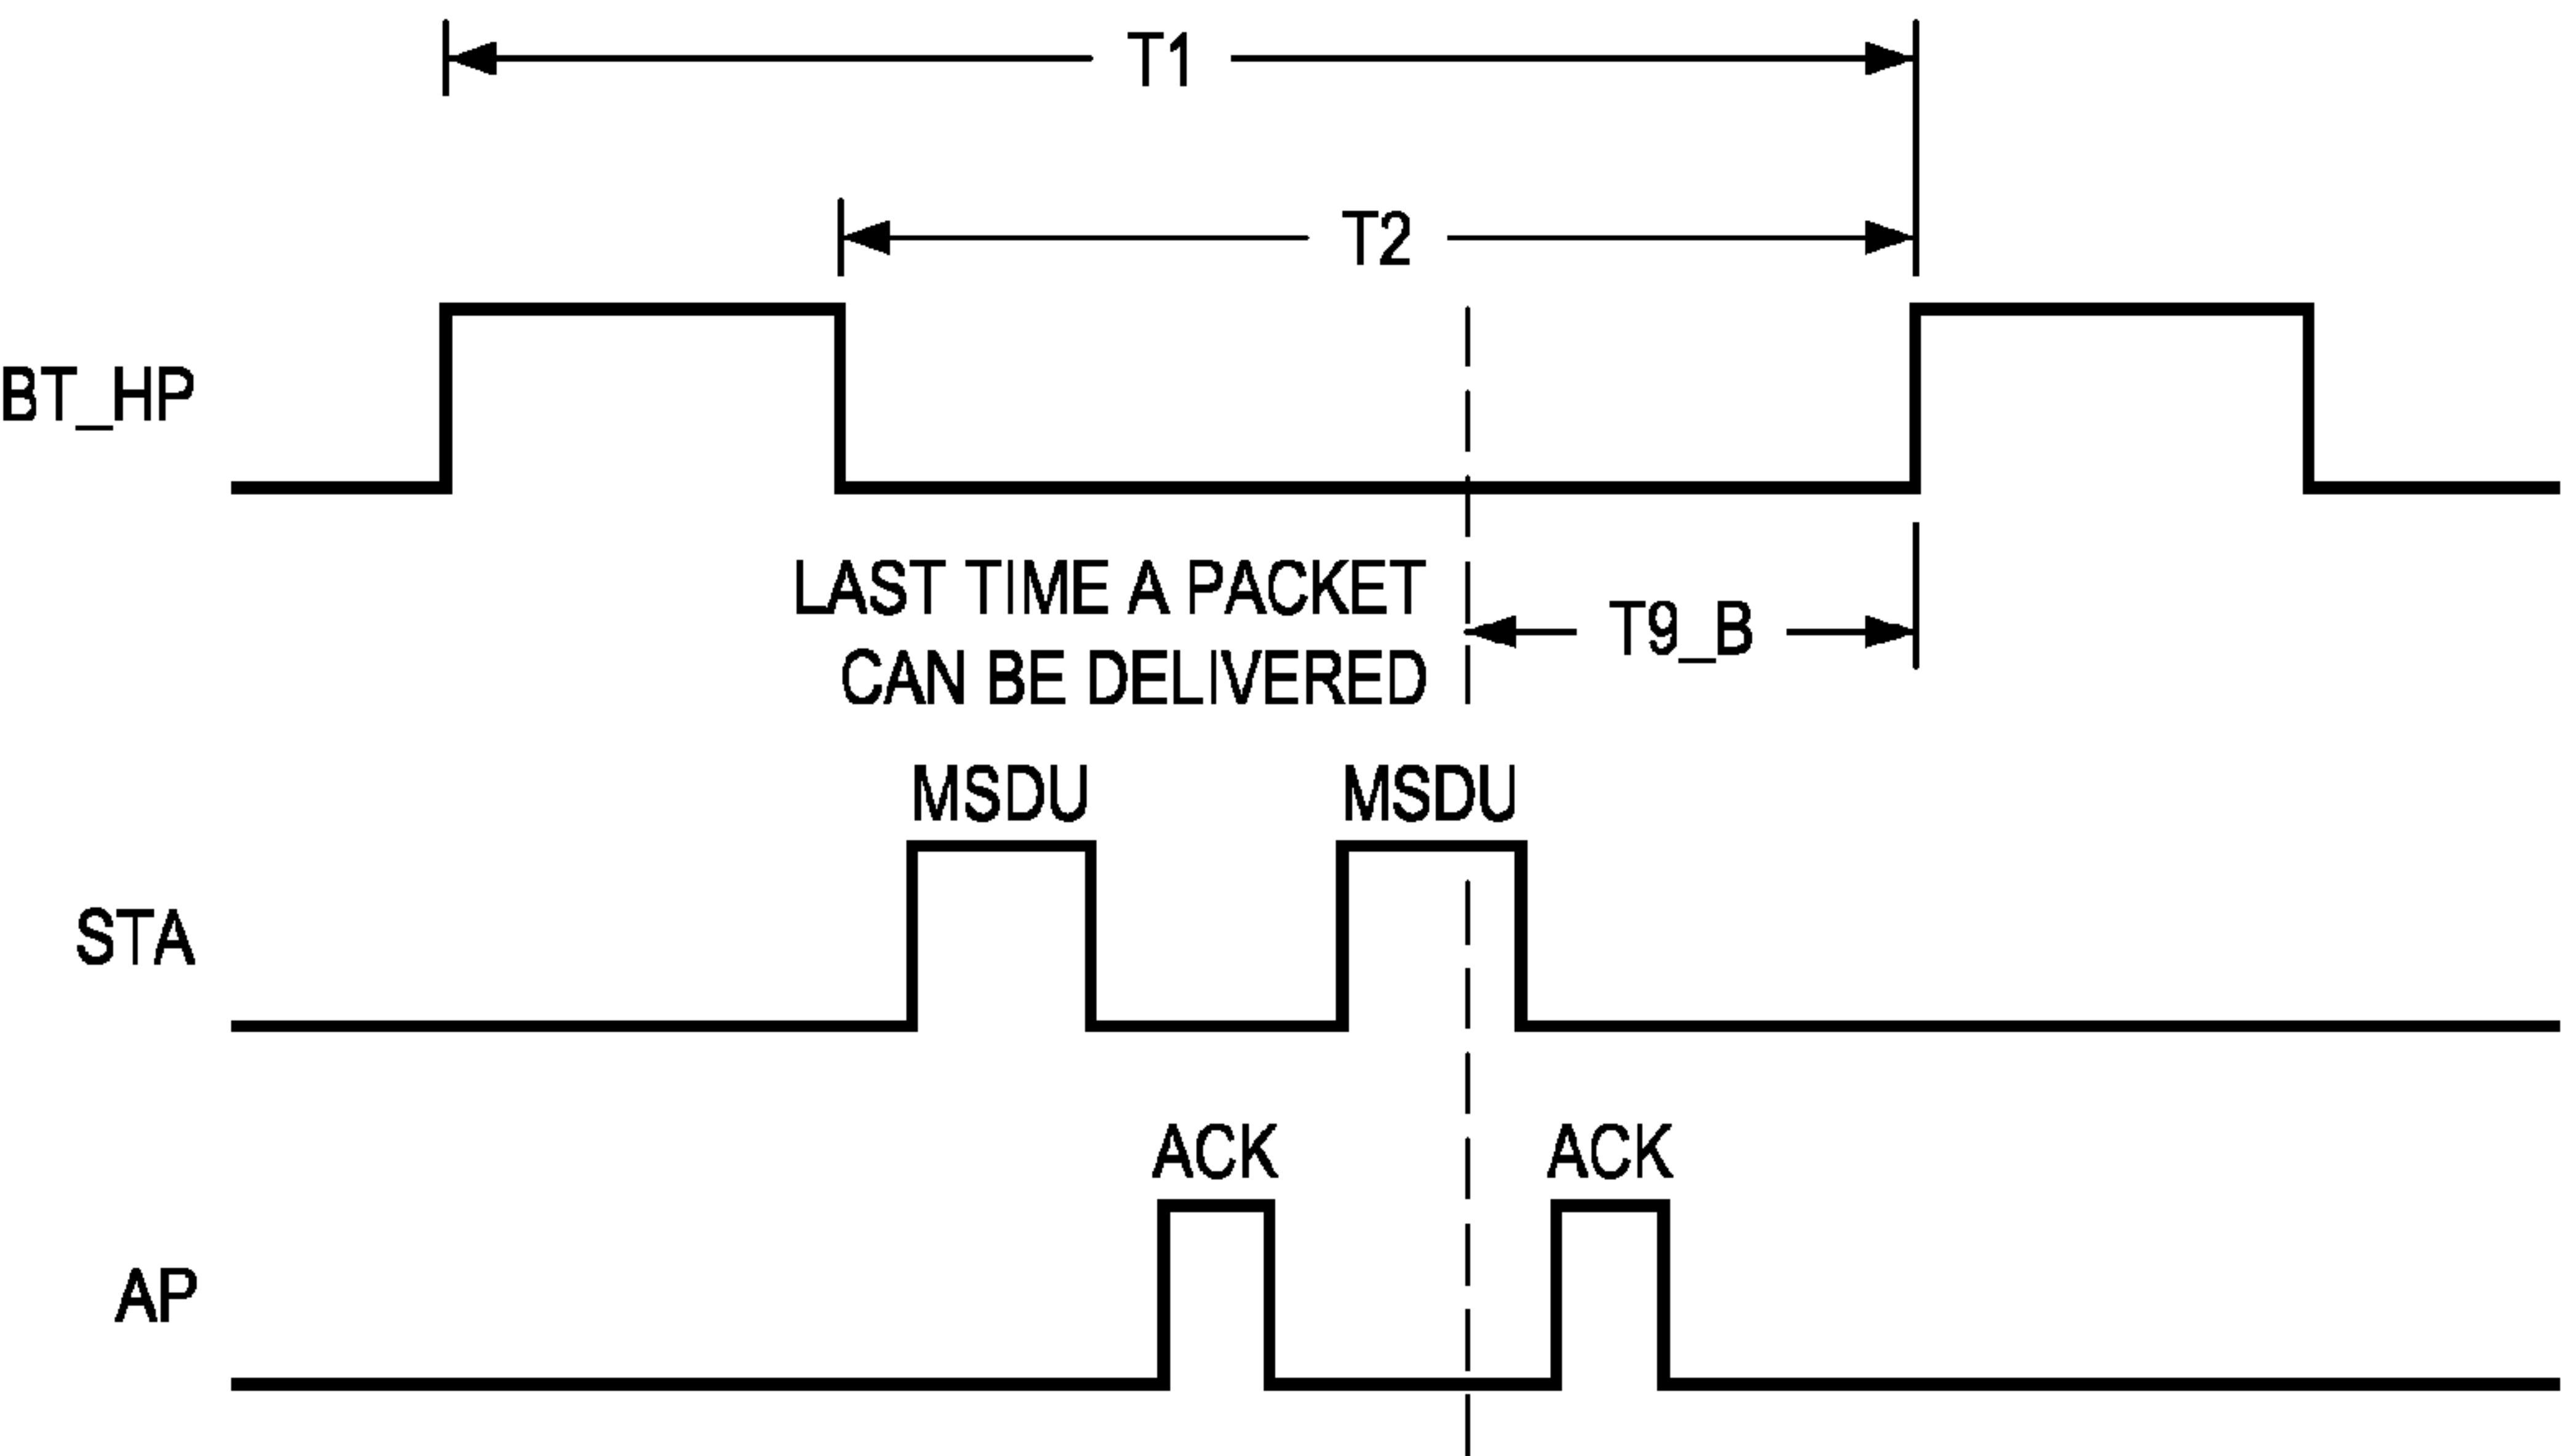 T1
T2
BT_HP
LAST TIME A PACKET
CAN BE DELIVERED
T9_B
MSDU MSDU
STA
ACK ACK
AP